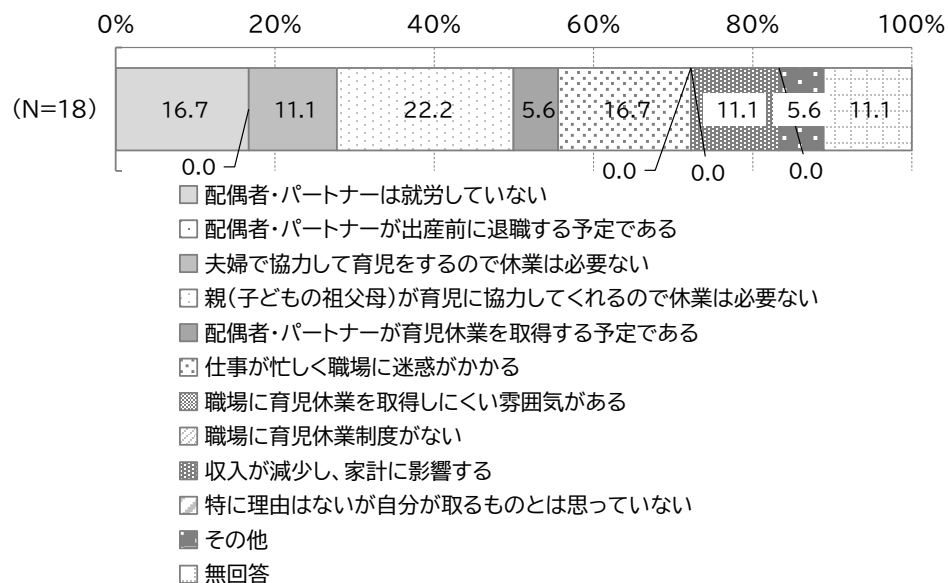 0% 20% 40% 60% 80% 100%
(N=18) 16.7 11.1 22.2 5.6 16.7 11.1 5.6 11.1
0.0 0.0 0.0 0.0
配偶者・パートナーは就労していない
配偶者・パートナーが出産前に退職する予定である
夫婦で協力して育児をするので休業は必要ない
親(子どもの祖父母)が育児に協力してくれるので休業は必要ない
配偶者・パートナーが育児休業を取得する予定である
仕事が忙しく職場に迷惑がかかる
職場に育児休業を取得しにくい雰囲気がある
職場に育児休業制度がない
収入が減少し、家計に影響する
特に理由はないが自分が取るものとは思っていない
その他
無回答